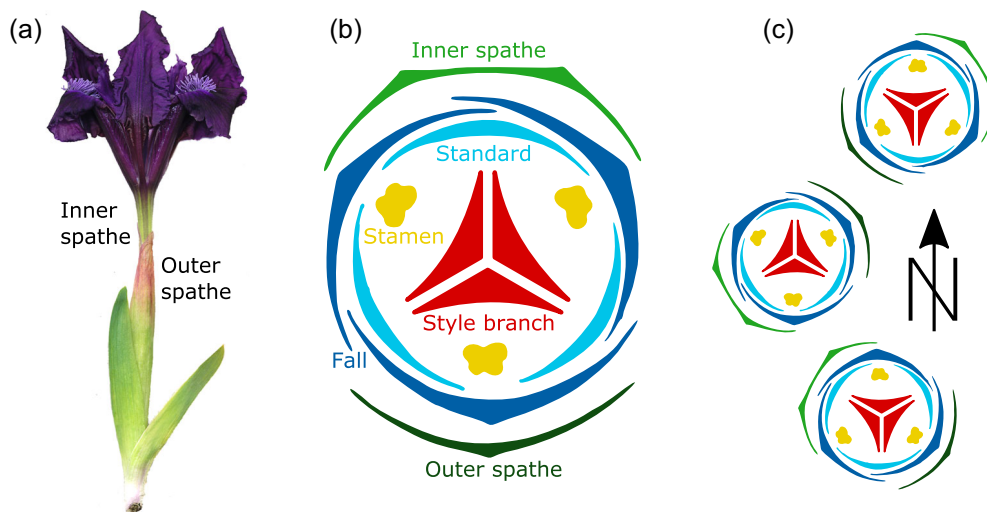 (a)
Inner
spathe
Outer
spathe
(b)
Inner spathe
Standard
Stamen
Style branch
Fall
Outer spathe
(c)
N